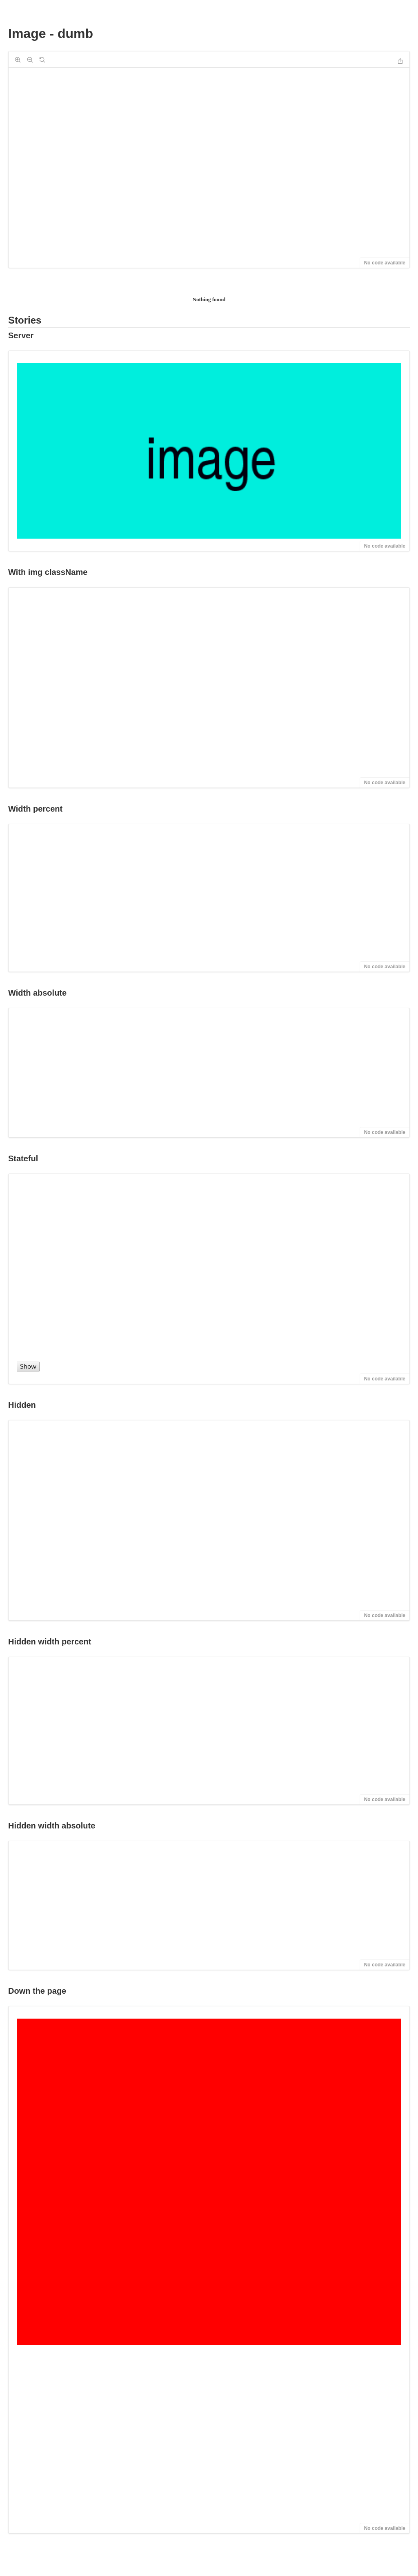 Image - dumb
No code available
Nothing found
Stories
Server
image
No code available
With img className
No code available
Width percent
No code available
Width absolute
No code available
Stateful
Show
No code available
Hidden
No code available
Hidden width percent
No code available
Hidden width absolute
No code available
Down the page
No code available